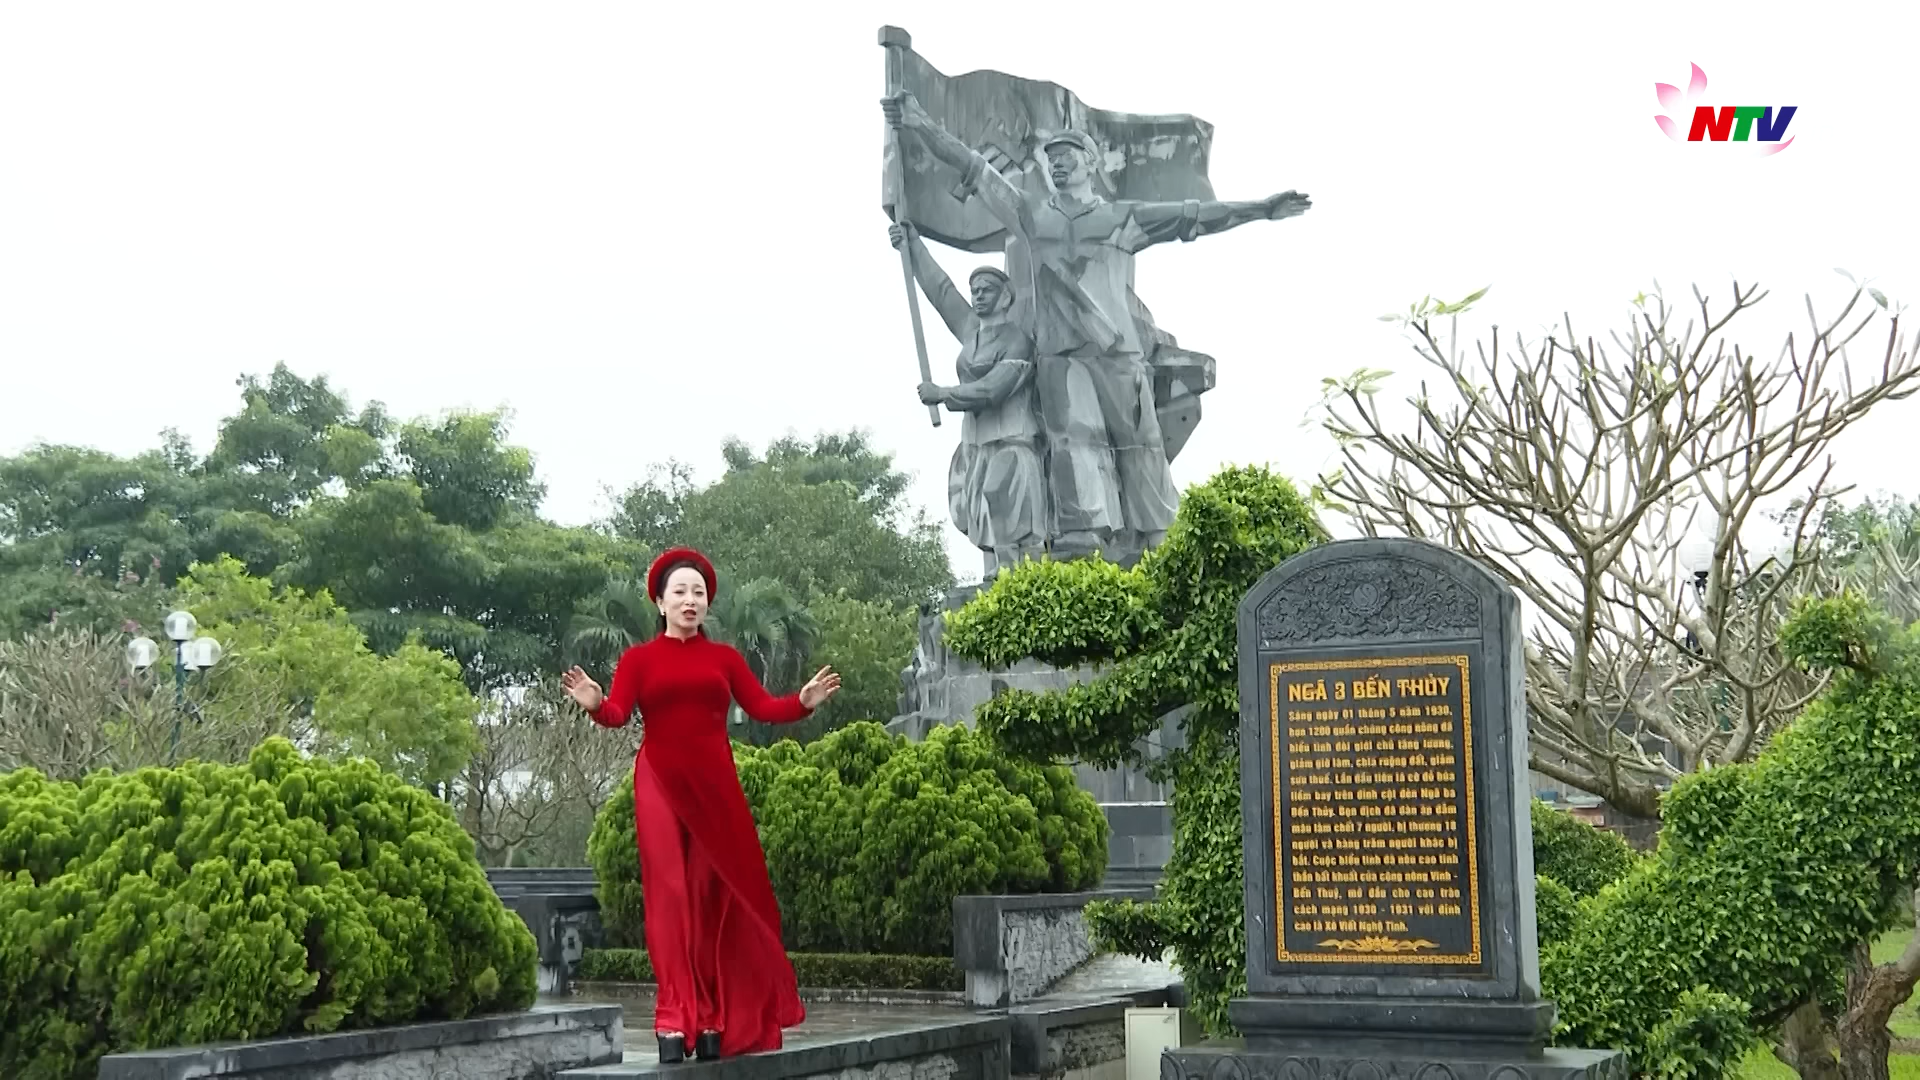 NTV
NGÃ 3 BẾN THỦY
Sáng ngày 01 tháng 5 năm 1930,
hơn 1200 quần chúng công nông đã
biểu tình đòi giới chủ tăng lương,
giảm giờ làm, chia ruộng đất, giảm
sưu thuế. Lần đầu tiên lá cờ đỏ búa
liềm bay trên đỉnh cột đèn Ngã ba
Bến Thủy. Bọn địch đã đàn áp đẫm
máu làm chết 7 người, bị thương 18
người và hàng trăm người khác bị
bắt. Cuộc biểu tình đã nêu cao tinh
thần bất khuất của công nông Vinh -
Bến Thuỷ, mở đầu cho cao trào
cách mạng 1930 - 1931 với đỉnh
cao là Xô Viết Nghệ Tĩnh.